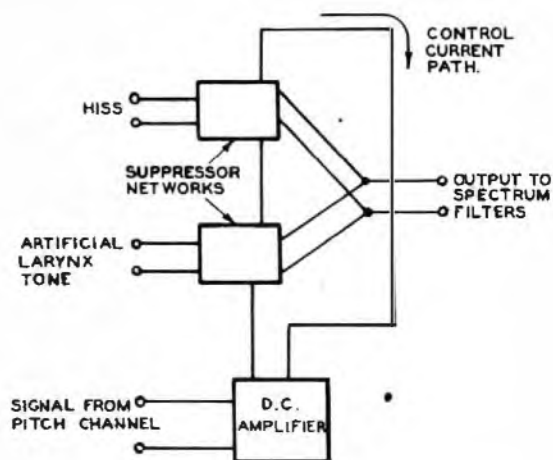 CONTROL
CURRENT
PATH.
HISS
SUPPRESSOR
NETWORKS
OUTPUT TO
SPECTRUM
FILTERS
ARTIFICIAL
LARYNX
TONE
SIGNAL FROM
PITCH CHANNEL
D.C.
AMPLIFIER